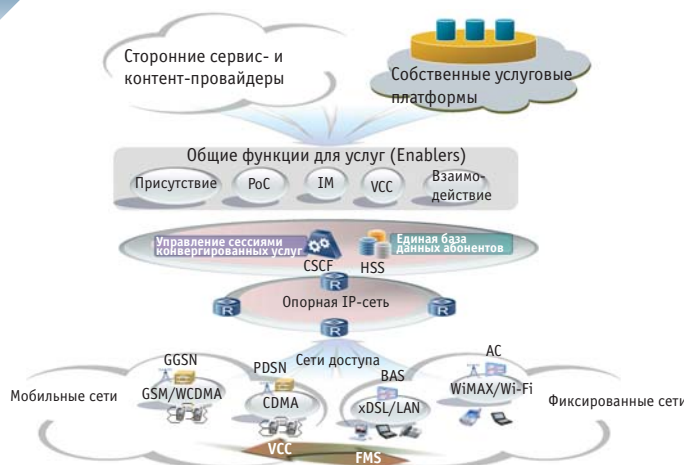 Сторонние сервис- и
контент-провайдеры
Собственные услуговые
платформы
Общие функции для услуг (Enablers)
Присутствие
PoC
IM
VCC
Взаимо-
действие
Управление сессиями
конвергированных услуг
Единая база
данных абонентов
CSCF
HSS
R
Опорная IP-сеть
R
R
R
Сети доступа
GGSN
PDSN
BAS
AC
Мобильные сети
GSM/WCDMA
CDMA
xDSL/LAN
WiMAX/Wi-Fi
Фиксированные сети
VCC
FMS